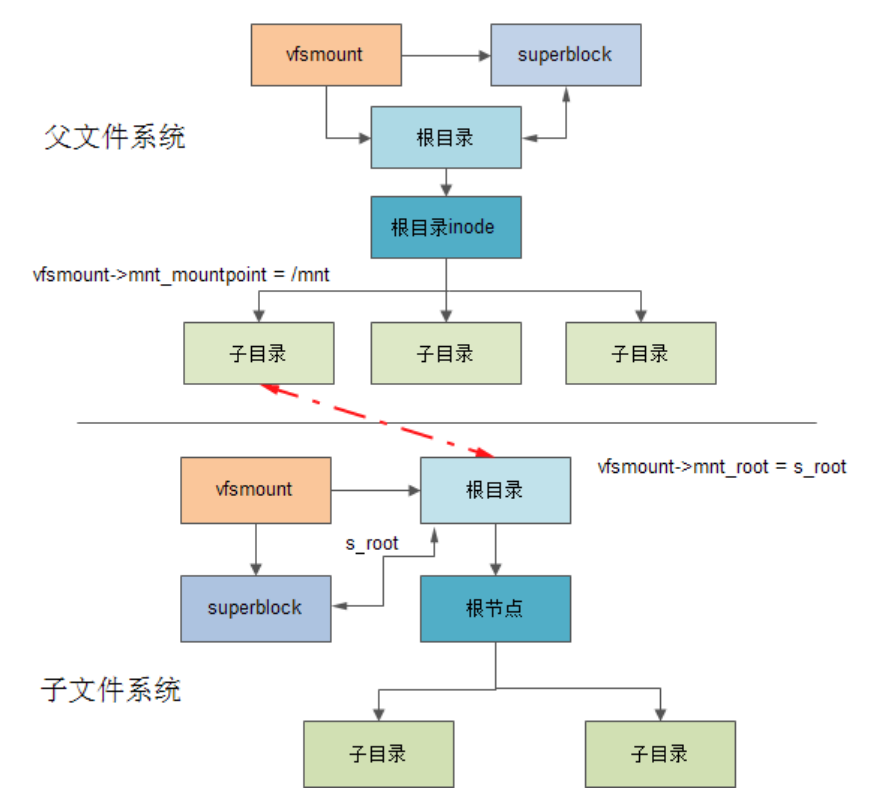 vfsmount
superblock
父文件系统
根目录
根目录inode
vfsmount->mnt_mountpoint = /mnt
子目录
子目录
子目录
vfsmount
根目录
vfsmount->mnt_root = s_root
s_root
superblock
根节点
子文件系统
子目录
子目录